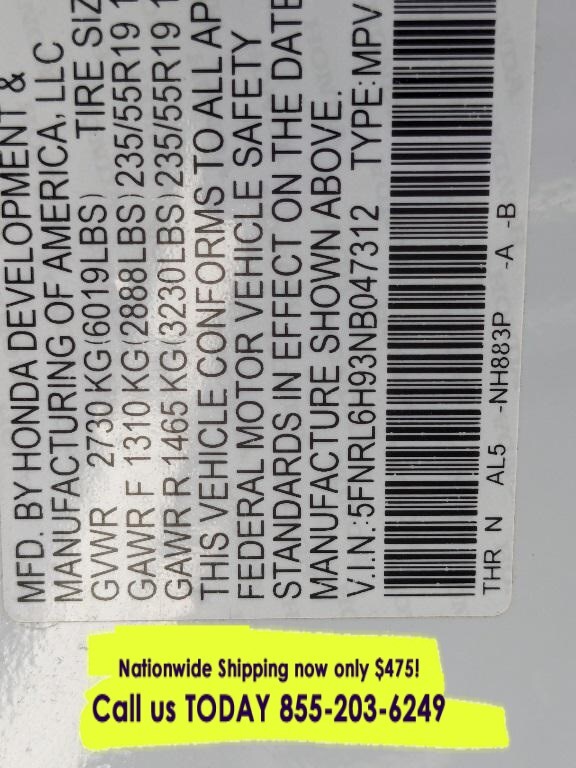 MFD. BY HONDA DEVELOPMENT &
MANUFACTURING OF AMERICA, LLC
GVWR 2730 KG(6019LBS) TIRE SIZ
GAWR F 1310 KG(2888LBS) 235/55R19 1
GAWR R 1465 KG(3230LBS) 235/55R19 1
THIS VEHICLE CONFORMS TO ALL AP
FEDERAL MOTOR VEHICLE SAFETY
STANDARDS IN EFFECT ON THE DATE
MANUFACTURE SHOWN ABOVE.
V.I.N.:5FNRL6H93NB047312 TYPE:MPV
THR N AL5 -NH883P -A -B
Nationwide Shipping now only $475!
Call us TODAY 855-203-6249